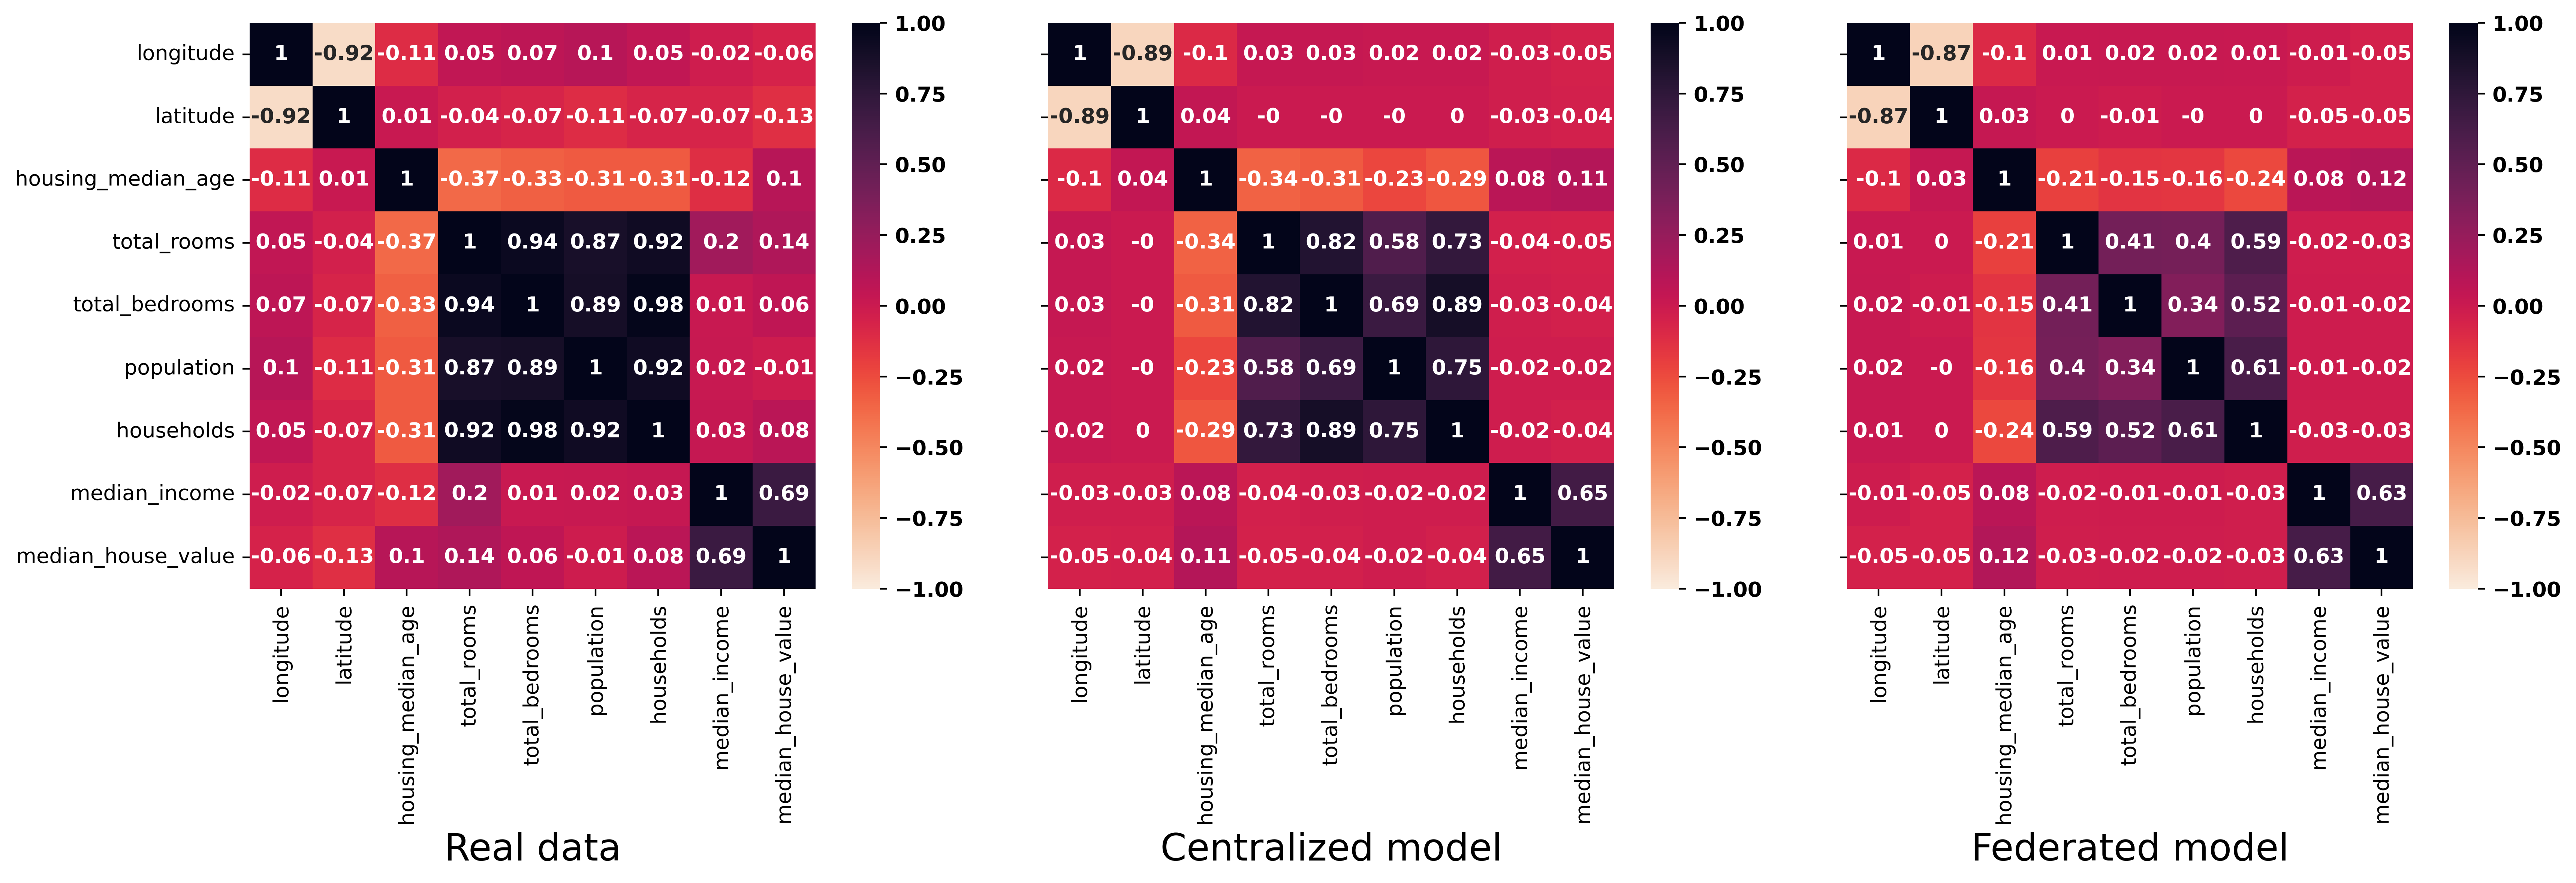 longitude 1 -0.92 -0.11 0.05 0.07 0.1 0.05 -0.02 -0.06
latitude -0.92 1 0.01 -0.04 -0.07 -0.11 -0.07 -0.07 -0.13
housing_median_age -0.11 0.01 1 -0.37 -0.33 -0.31 -0.31 -0.12 0.1
total_rooms 0.05 -0.04 -0.37 1 0.94 0.87 0.92 0.2 0.14
total_bedrooms 0.07 -0.07 -0.33 0.94 1 0.89 0.98 0.01 0.06
population 0.1 -0.11 -0.31 0.87 0.89 1 0.92 0.02 -0.01
households 0.05 -0.07 -0.31 0.92 0.98 0.92 1 0.03 0.08
median_income -0.02 -0.07 -0.12 0.2 0.01 0.02 0.03 1 0.69
median_house_value -0.06 -0.13 0.1 0.14 0.06 -0.01 0.08 0.69 1
longitude
latitude
housing_median_age
total_rooms
total_bedrooms
population
households
median_income
median_house_value
1.00
0.75
0.50
0.25
0.00
−0.25
−0.50
−0.75
−1.00
Real data
1 -0.89 -0.1 0.03 0.03 0.02 0.02 -0.03 -0.05
-0.89 1 0.04 -0 -0 -0 0 -0.03 -0.04
-0.1 0.04 1 -0.34 -0.31 -0.23 -0.29 0.08 0.11
0.03 -0 -0.34 1 0.82 0.58 0.73 -0.04 -0.05
0.03 -0 -0.31 0.82 1 0.69 0.89 -0.03 -0.04
0.02 -0 -0.23 0.58 0.69 1 0.75 -0.02 -0.02
0.02 0 -0.29 0.73 0.89 0.75 1 -0.02 -0.04
-0.03 -0.03 0.08 -0.04 -0.03 -0.02 -0.02 1 0.65
-0.05 -0.04 0.11 -0.05 -0.04 -0.02 -0.04 0.65 1
longitude
latitude
housing_median_age
total_rooms
total_bedrooms
population
households
median_income
median_house_value
1.00
0.75
0.50
0.25
0.00
−0.25
−0.50
−0.75
−1.00
Centralized model
1 -0.87 -0.1 0.01 0.02 0.02 0.01 -0.01 -0.05
-0.87 1 0.03 0 -0.01 -0 0 -0.05 -0.05
-0.1 0.03 1 -0.21 -0.15 -0.16 -0.24 0.08 0.12
0.01 0 -0.21 1 0.41 0.4 0.59 -0.02 -0.03
0.02 -0.01 -0.15 0.41 1 0.34 0.52 -0.01 -0.02
0.02 -0 -0.16 0.4 0.34 1 0.61 -0.01 -0.02
0.01 0 -0.24 0.59 0.52 0.61 1 -0.03 -0.03
-0.01 -0.05 0.08 -0.02 -0.01 -0.01 -0.03 1 0.63
-0.05 -0.05 0.12 -0.03 -0.02 -0.02 -0.03 0.63 1
longitude
latitude
housing_median_age
total_rooms
total_bedrooms
population
households
median_income
median_house_value
1.00
0.75
0.50
0.25
0.00
−0.25
−0.50
−0.75
−1.00
Federated model